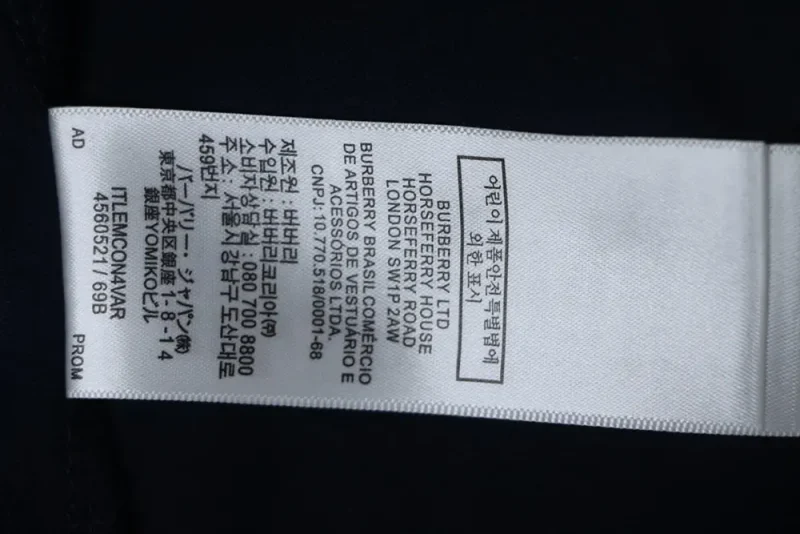 어린이 제품안전특별법에
의한 표시
BURBERRY LTD
HORSEFERRY HOUSE
HORSEFERRY ROAD
LONDON SW1P 2AW
BURBERRY BRASIL COMÉRCIO
DE ARTIGOS DE VESTUÁRIO E
ACESSÓRIOS LTDA.
CNPJ:10.770.518/0001-68
제조원 : 버버리
수입원 : 버버리코리아(주)
소비자상담실 : 080 700 8800
주소 : 서울시 강남구 도산대로
459번지
バーバリー・ジャパン(株)
東京都中央区銀座 1-8-14
銀座YOMIKOビル
ITLEMCON4VAR
4560521 / 69B
AD PROM